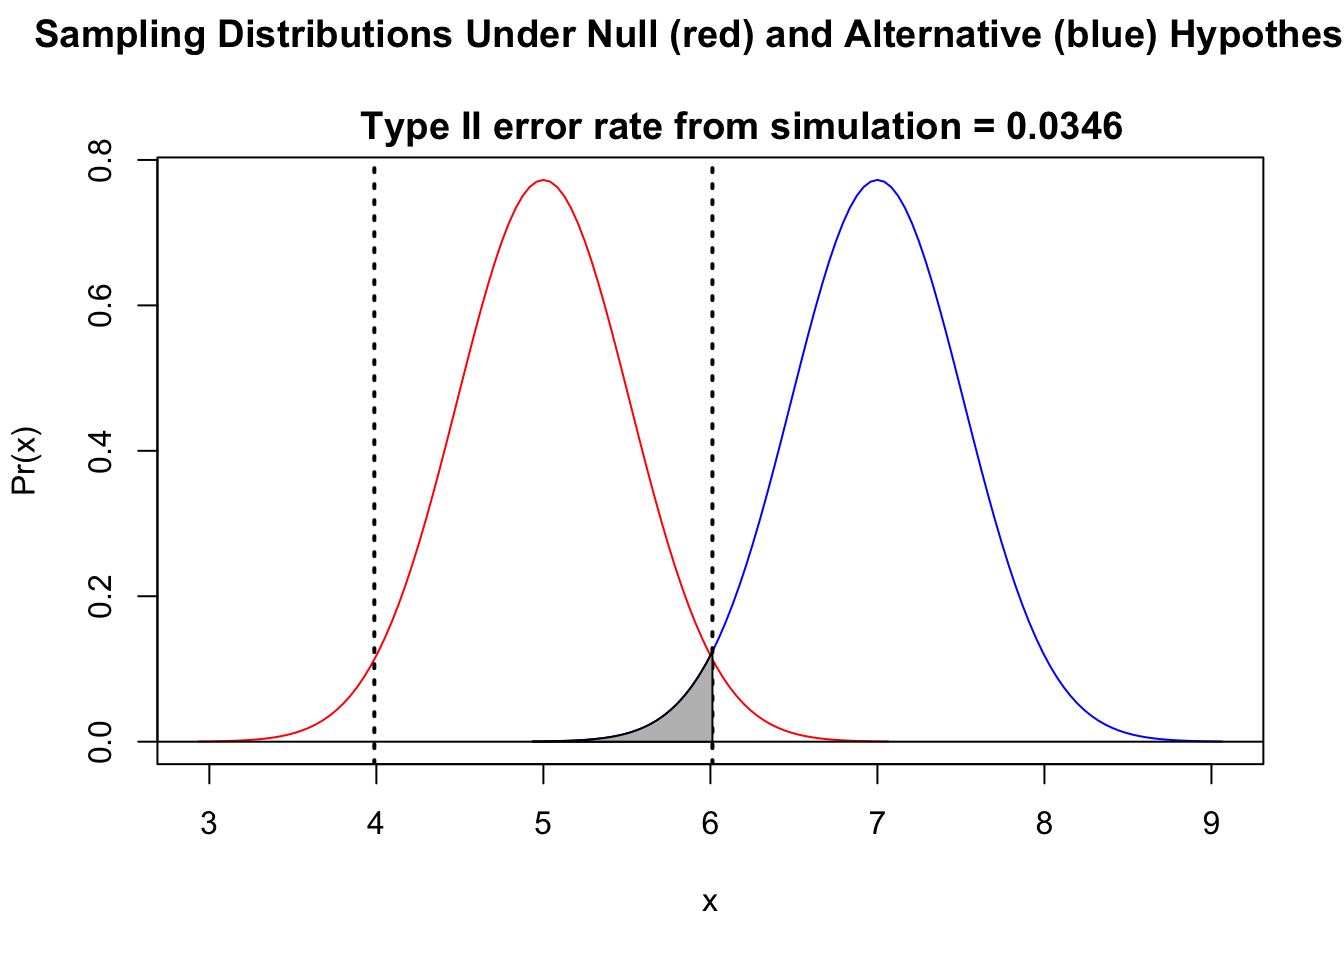 Sampling Distributions Under Null (red) and Alternative (blue) Hypothes
Type II error rate from simulation = 0.0346
0.8
0.6
0.4
0.2
0.0
Pr(x)
3 4 5 6 7 8 9
x